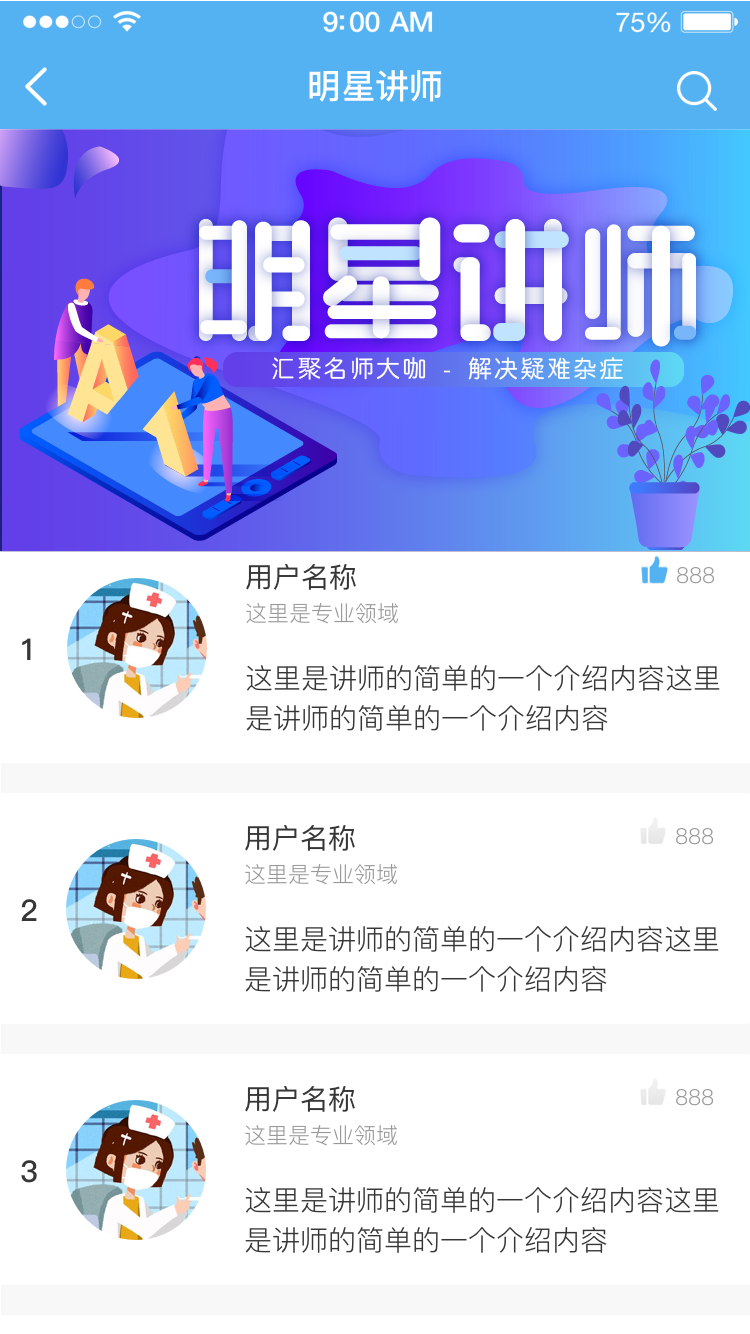 9:00 AM 75%
明星讲师
明星讲师
汇聚名师大咖 - 解决疑难杂症
A
1
用户名称 888
这里是专业领域
1
这里是讲师的简单的一个介绍内容这里
是讲师的简单的一个介绍内容
用户名称 888
这里是专业领域
2
这里是讲师的简单的一个介绍内容这里
是讲师的简单的一个介绍内容
用户名称 888
这里是专业领域
3
这里是讲师的简单的一个介绍内容这里
是讲师的简单的一个介绍内容